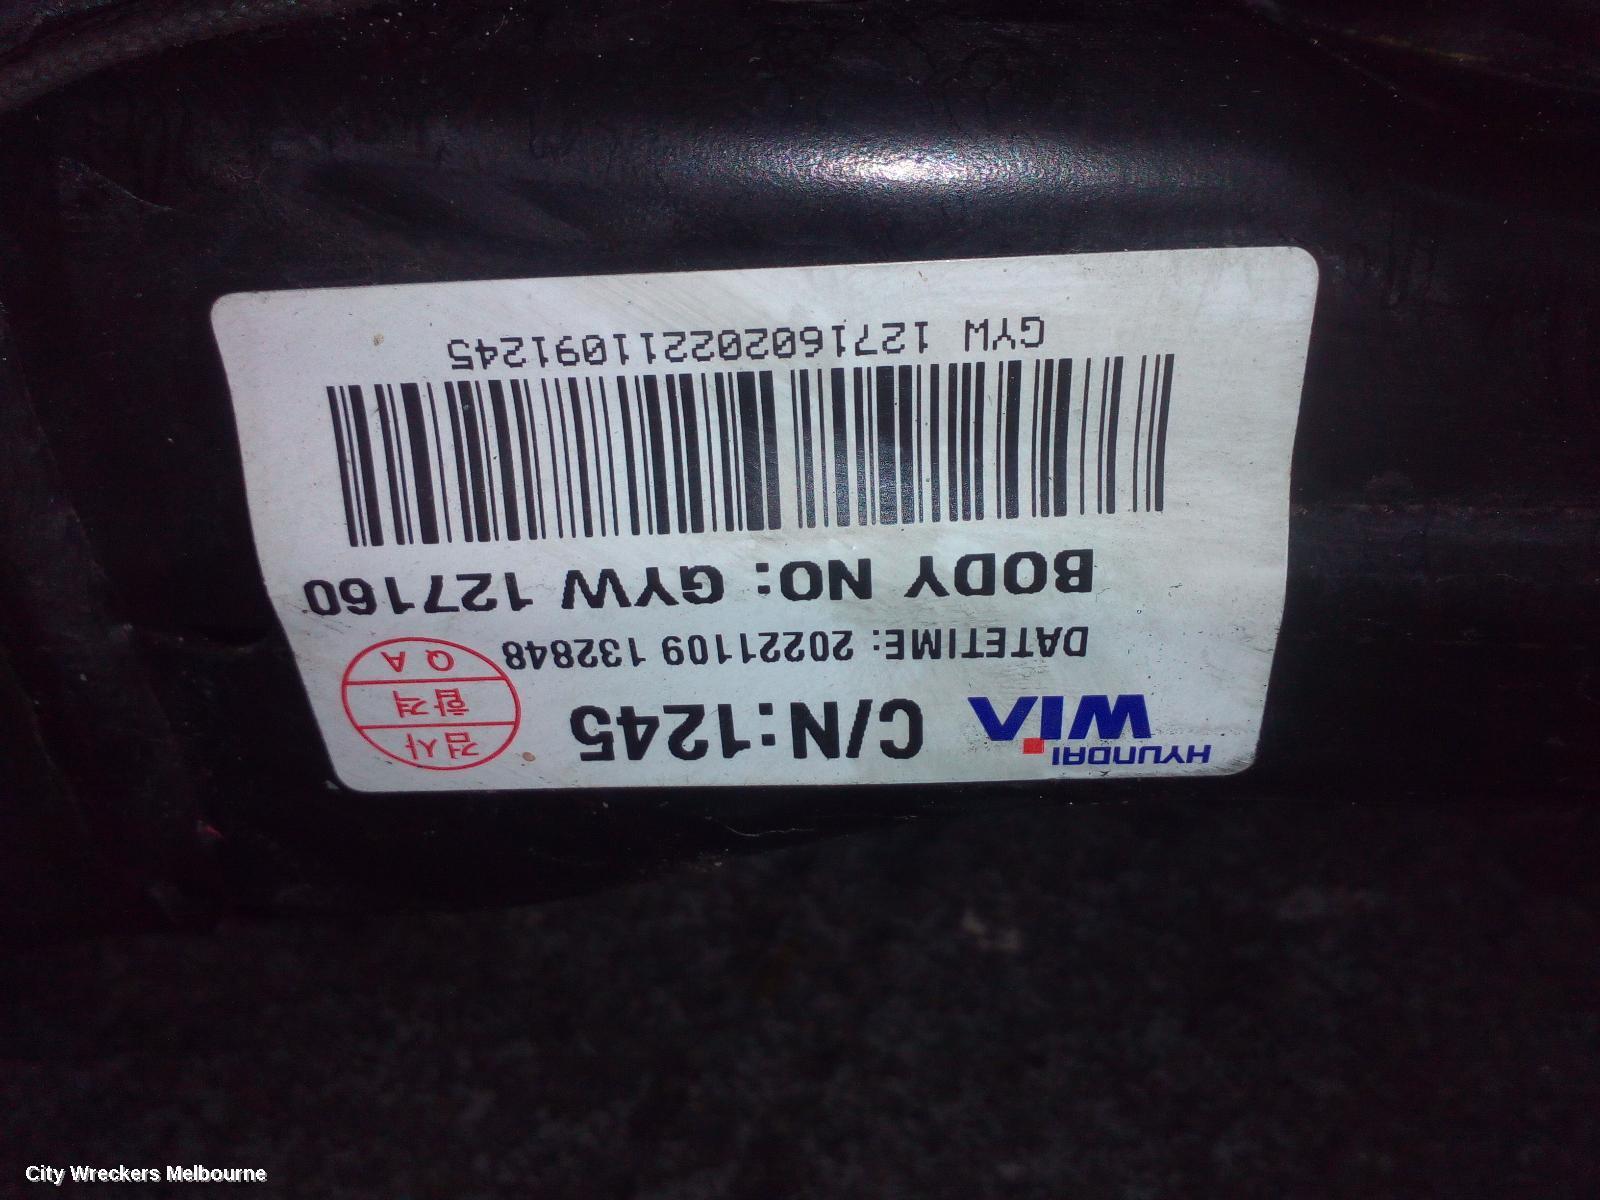 HYUNDAI
WIA
C/N:1245
DATETIME: 20221109 132848
BODY NO: GYW 127160
GYW 127160202211091245
검사
합격
Q A
City Wreckers Melbourne